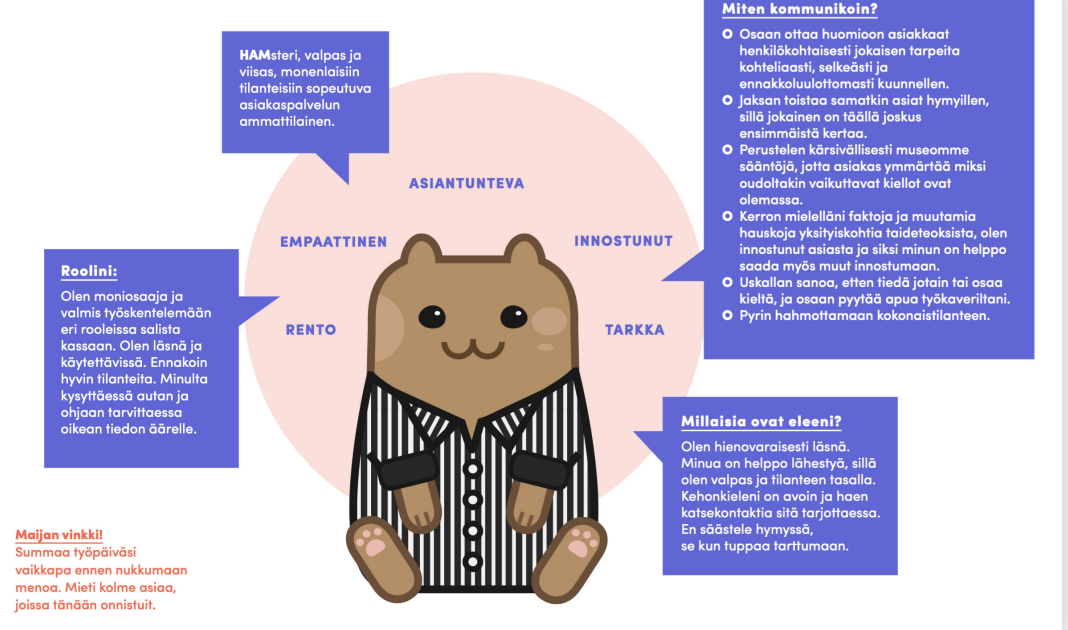 HAMsteri, valpas ja
viisas, monenlaisiin
tilanteisiin sopeutuva
asiakaspalvelun
ammattilainen.
ASIANTUNTEVA
EMPAATTINEN
INNOSTUNUT
RENTO
TARKKA
Roolini:
Olen moniosaaja ja
valmis työskentelemään
eri rooleissa salista
kassaan. Olen läsnä ja
käytettävissä. Ennakoin
hyvin tilanteita. Minulta
kysyttäessä autan ja
ohjaan tarvittaessa
oikean tiedon äärelle.
Miten kommunikoin?
Osaan ottaa huomioon asiakkaat
henkilökohtaisesti jokaisen tarpeita
kohteliaasti, selkeästi ja
ennakkoluulottomasti kuunnellen.
Jaksan toistaa samatkin asiat hymyillen,
sillä jokainen on täällä joskus
ensimmäistä kertaa.
Perustelen kärsivällisesti museomme
sääntöjä, jotta asiakas ymmärtää miksi
oudoltakin vaikuttavat kiellot ovat
olemassa.
Kerron mielelläni faktoja ja muutamia
hauskoja yksityiskohtia taideteoksista, olen
innostunut asiasta ja siksi minun on helppo
saada myös muut innostumaan.
Uskallan sanoa, etten tiedä jotain tai osaa
kieltä, ja osaan pyytää apua työkaveriltani.
Pyrin hahmottamaan kokonaistilanteen.
Millaisia ovat eleeni?
Olen hienovaraisesti läsnä.
Minua on helppo lähestyä, sillä
olen valpas ja tilanteen tasalla.
Kehonkieleni on avoin ja haen
katsekontaktia sitä tarjottaessa.
En säästele hymyssä,
se kun tuppaa tarttumaan.
Maijan vinkki!
Summaa työpäiväsi
vaikkapa ennen nukkumaan
menoa. Mieti kolme asiaa,
joissa tänään onnistuit.